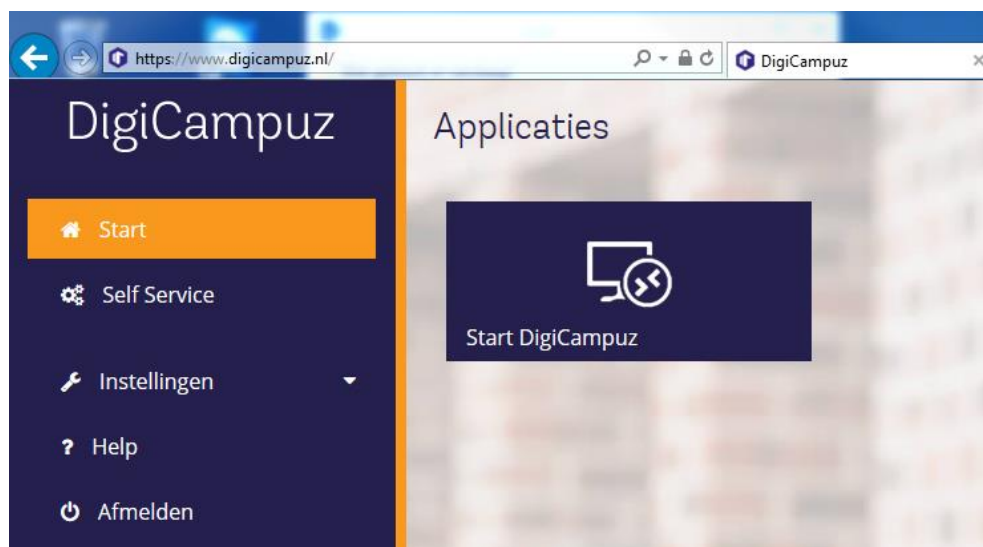 https://www.digicampuz.nl/
DigiCampuz
DigiCampuz
Applicaties
Start
Self Service
Start DigiCampuz
Instellingen
? Help
Afmelden